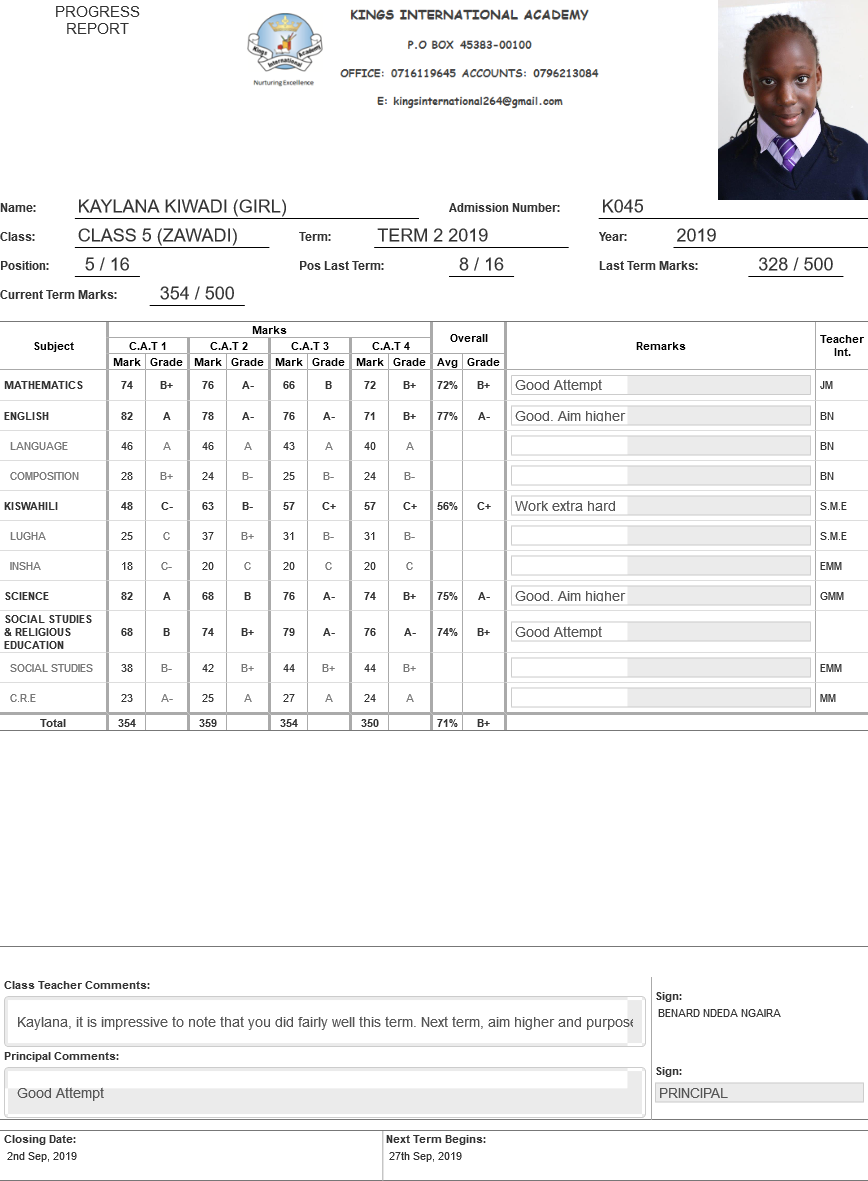 PROGRESS
REPORT
Kings International Academy
Nurturing Excellence
KINGS INTERNATIONAL ACADEMY
P.O BOX 45383-00100
OFFICE: 0716119645 ACCOUNTS: 0796213084
E: kingsinternational264@gmail.com
Name: KAYLANA KIWADI (GIRL) Admission Number: K045
Class: CLASS 5 (ZAWADI) Term: TERM 2 2019 Year: 2019
Position: 5 / 16 Pos Last Term: 8 / 16 Last Term Marks: 328 / 500
Current Term Marks: 354 / 500
Subject Marks Overall Remarks Teacher Int.
C.A.T 1 C.A.T 2 C.A.T 3 C.A.T 4
Mark Grade Mark Grade Mark Grade Mark Grade Avg Grade
MATHEMATICS 74 B+ 76 A- 66 B 72 B+ 72% B+ Good Attempt JM
ENGLISH 82 A 78 A- 76 A- 71 B+ 77% A- Good. Aim higher BN
LANGUAGE 46 A 46 A 43 A 40 A BN
COMPOSITION 28 B+ 24 B- 25 B- 24 B- BN
KISWAHILI 48 C- 63 B- 57 C+ 57 C+ 56% C+ Work extra hard S.M.E
LUGHA 25 C 37 B+ 31 B- 31 B- S.M.E
INSHA 18 C- 20 C 20 C 20 C EMM
SCIENCE 82 A 68 B 76 A- 74 B+ 75% A- Good. Aim higher GMM
SOCIAL STUDIES
& RELIGIOUS 68 B 74 B+ 79 A- 76 A- 74% B+ Good Attempt
EDUCATION
SOCIAL STUDIES 38 B- 42 B+ 44 B+ 44 B+ EMM
C.R.E 23 A- 25 A 27 A 24 A MM
Total 354 359 354 350 71% B+
Class Teacher Comments:
Kaylana, it is impressive to note that you did fairly well this term. Next term, aim higher and purpose
Sign:
BENARD NDEDA NGAIRA
Principal Comments:
Good Attempt
Sign:
PRINCIPAL
Closing Date: Next Term Begins:
2nd Sep, 2019 27th Sep, 2019